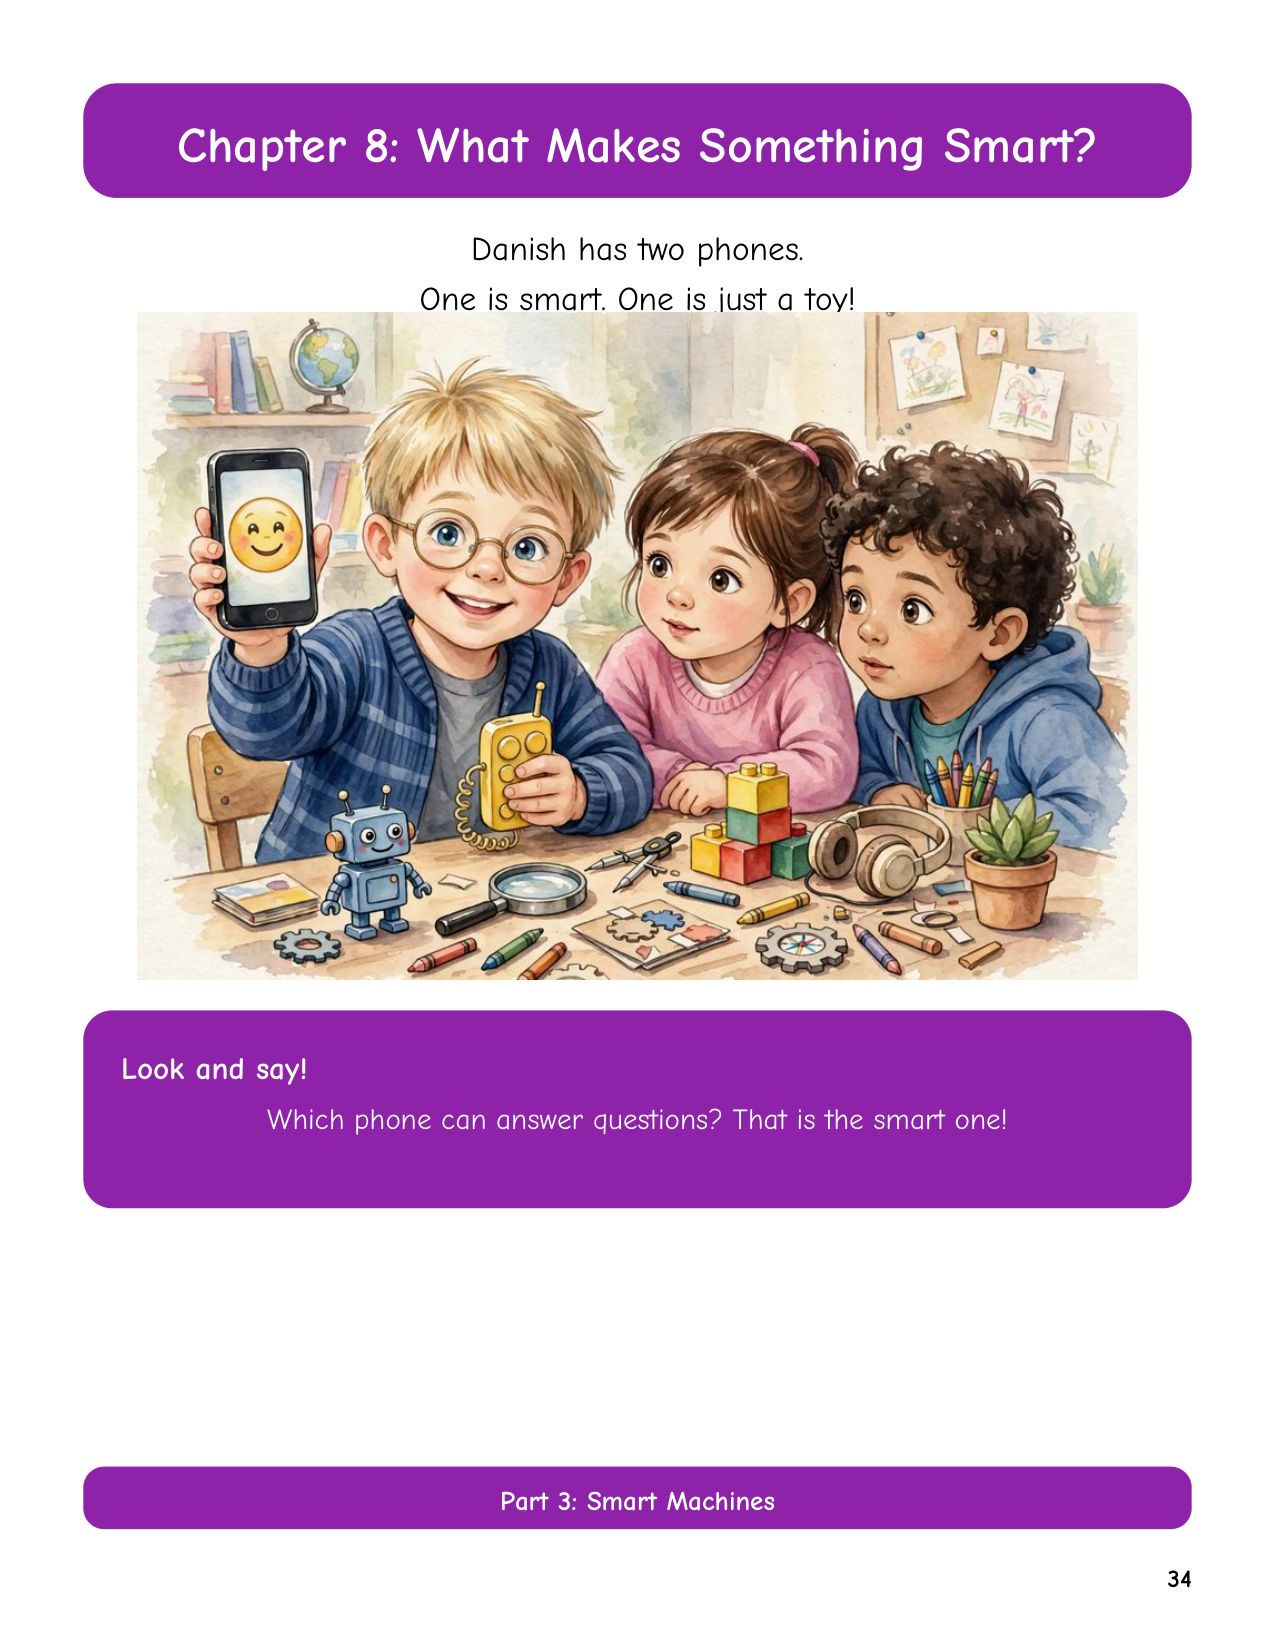 Chapter 8: What Makes Something Smart?
Danish has two phones.
One is smart. One is just a toy!
Look and say!
Which phone can answer questions? That is the smart one!
Part 3: Smart Machines
34